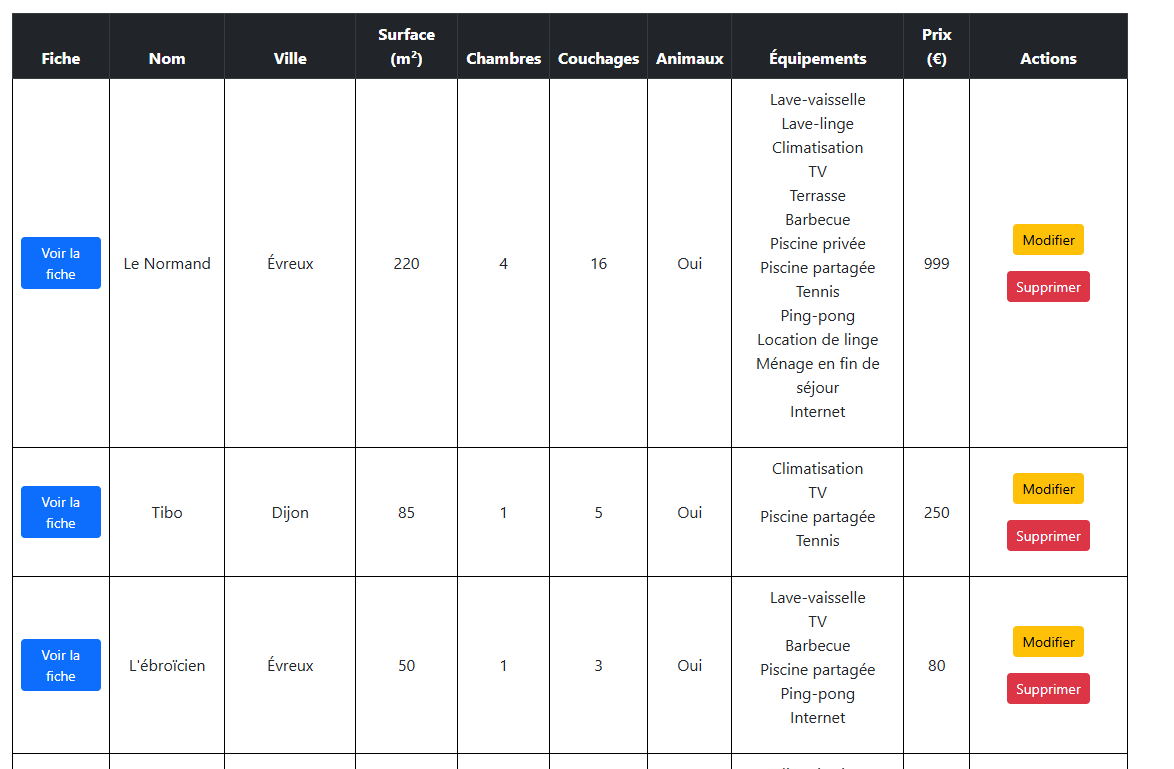 Fiche Nom Ville Surface (m²) Chambres Couchages Animaux Équipements Prix (€) Actions
Voir la fiche Le Normand Évreux 220 4 16 Oui
Lave-vaisselle
Lave-linge
Climatisation
TV
Terrasse
Barbecue
Piscine privée
Piscine partagée
Tennis
Ping-pong
Location de linge
Ménage en fin de
séjour
Internet
999
Modifier
Supprimer
Voir la fiche Tibo Dijon 85 1 5 Oui
Climatisation
TV
Piscine partagée
Tennis
250
Modifier
Supprimer
Voir la fiche L'ébroïcien Évreux 50 1 3 Oui
Lave-vaisselle
TV
Barbecue
Piscine partagée
Ping-pong
Internet
80
Modifier
Supprimer